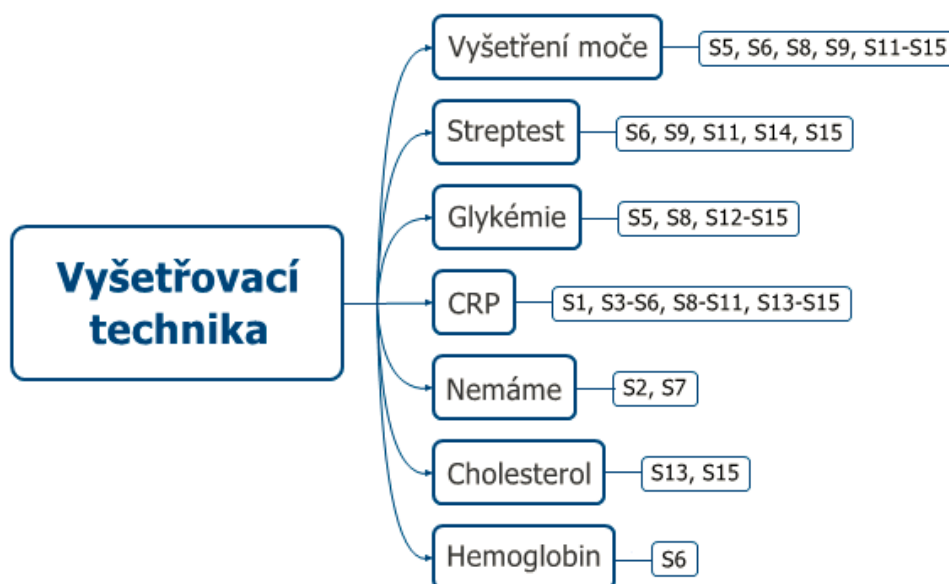 Vyšetřovací
technika
Vyšetření moče
S5, S6, S8, S9, S11-S15
Streptest
S6, S9, S11, S14, S15
Glykémie
S5, S8, S12-S15
CRP
S1, S3-S6, S8-S11, S13-S15
Nemáme
S2, S7
Cholesterol
S13, S15
Hemoglobin
S6